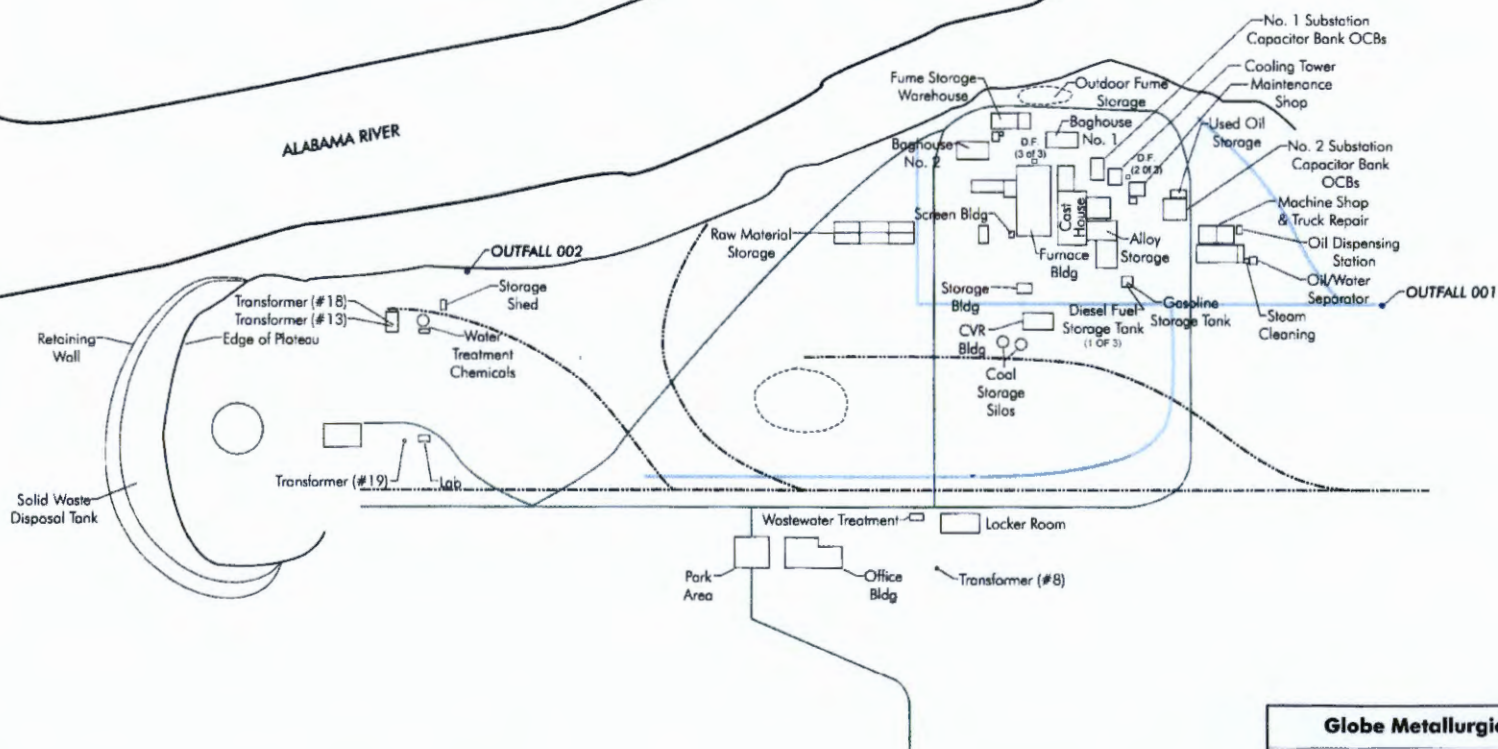 No. 1 Substation
Capacitor Bank OCBs
Cooling Tower
Maintenance
Shop
Fume Storage
Warehouse
Outdoor Fume
Storage
Used Oil
Storage
Baghouse
No. 1
No. 2 Substation
Capacitor Bank
OCBs
ALABAMA RIVER
Baghouse
No. 2
D.F.
(3 of 3)
D.F.
(2 of 3)
Machine Shop
& Truck Repair
Screen Bldg
Cast
House
Raw Material
Storage
Alloy
Storage
Oil Dispensing
Station
OUTFALL 002
Furnace
Bldg
Oil/Water
Separator
OUTFALL 001
Storage
Shed
Storage
Bldg
Gasoline
Storage Tank
Transformer (#18)
Transformer (#13)
Diesel Fuel
Storage Tank
(1 OF 3)
Steam
Cleaning
Retaining
Wall
Edge of Plateau
Water
Treatment
Chemicals
CVR
Bldg
Coal
Storage
Silos
Transformer (#19)
Lab
Solid Waste
Disposal Tank
Wastewater Treatment
Locker Room
Park
Area
Office
Bldg
Transformer (#8)